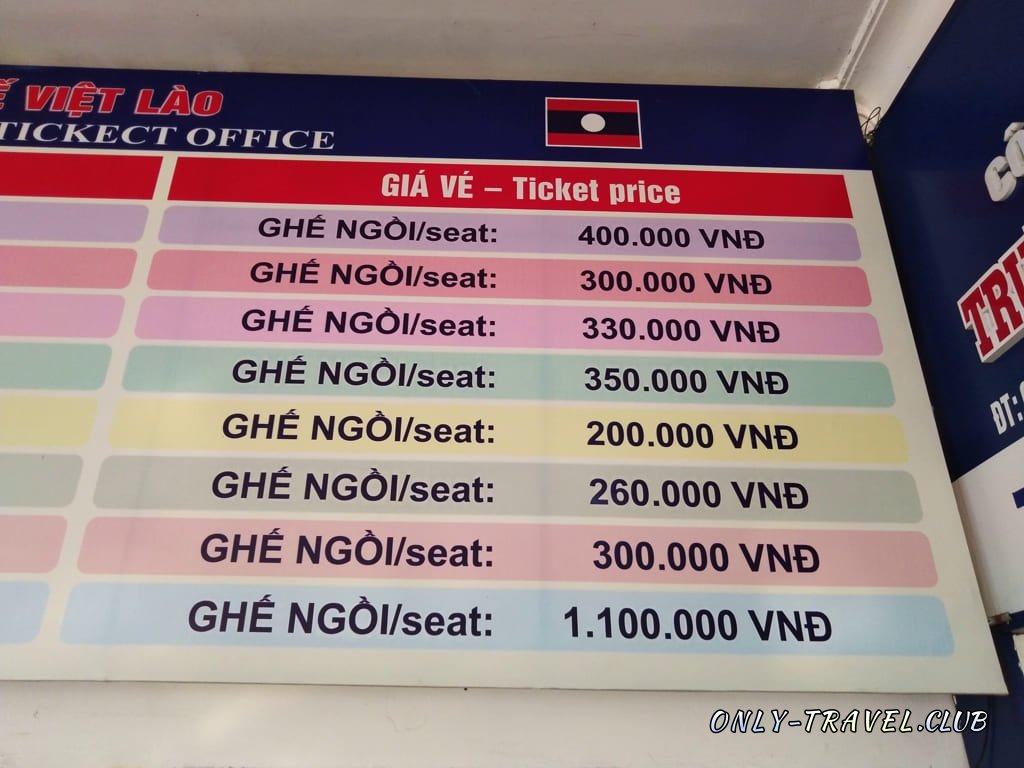 VIỆT LÀO
TICKECT OFFICE
GIÁ VÉ – Ticket price
GHẾ NGỒI/seat: 400.000 VNĐ
GHẾ NGỒI/seat: 300.000 VNĐ
GHẾ NGỒI/seat: 330.000 VNĐ
GHẾ NGỒI/seat: 350.000 VNĐ
GHẾ NGỒI/seat: 200.000 VNĐ
GHẾ NGỒI/seat: 260.000 VNĐ
GHẾ NGỒI/seat: 300.000 VNĐ
GHẾ NGỒI/seat: 1.100.000 VNĐ
ĐT:
ONLY-TRAVEL.CLUB